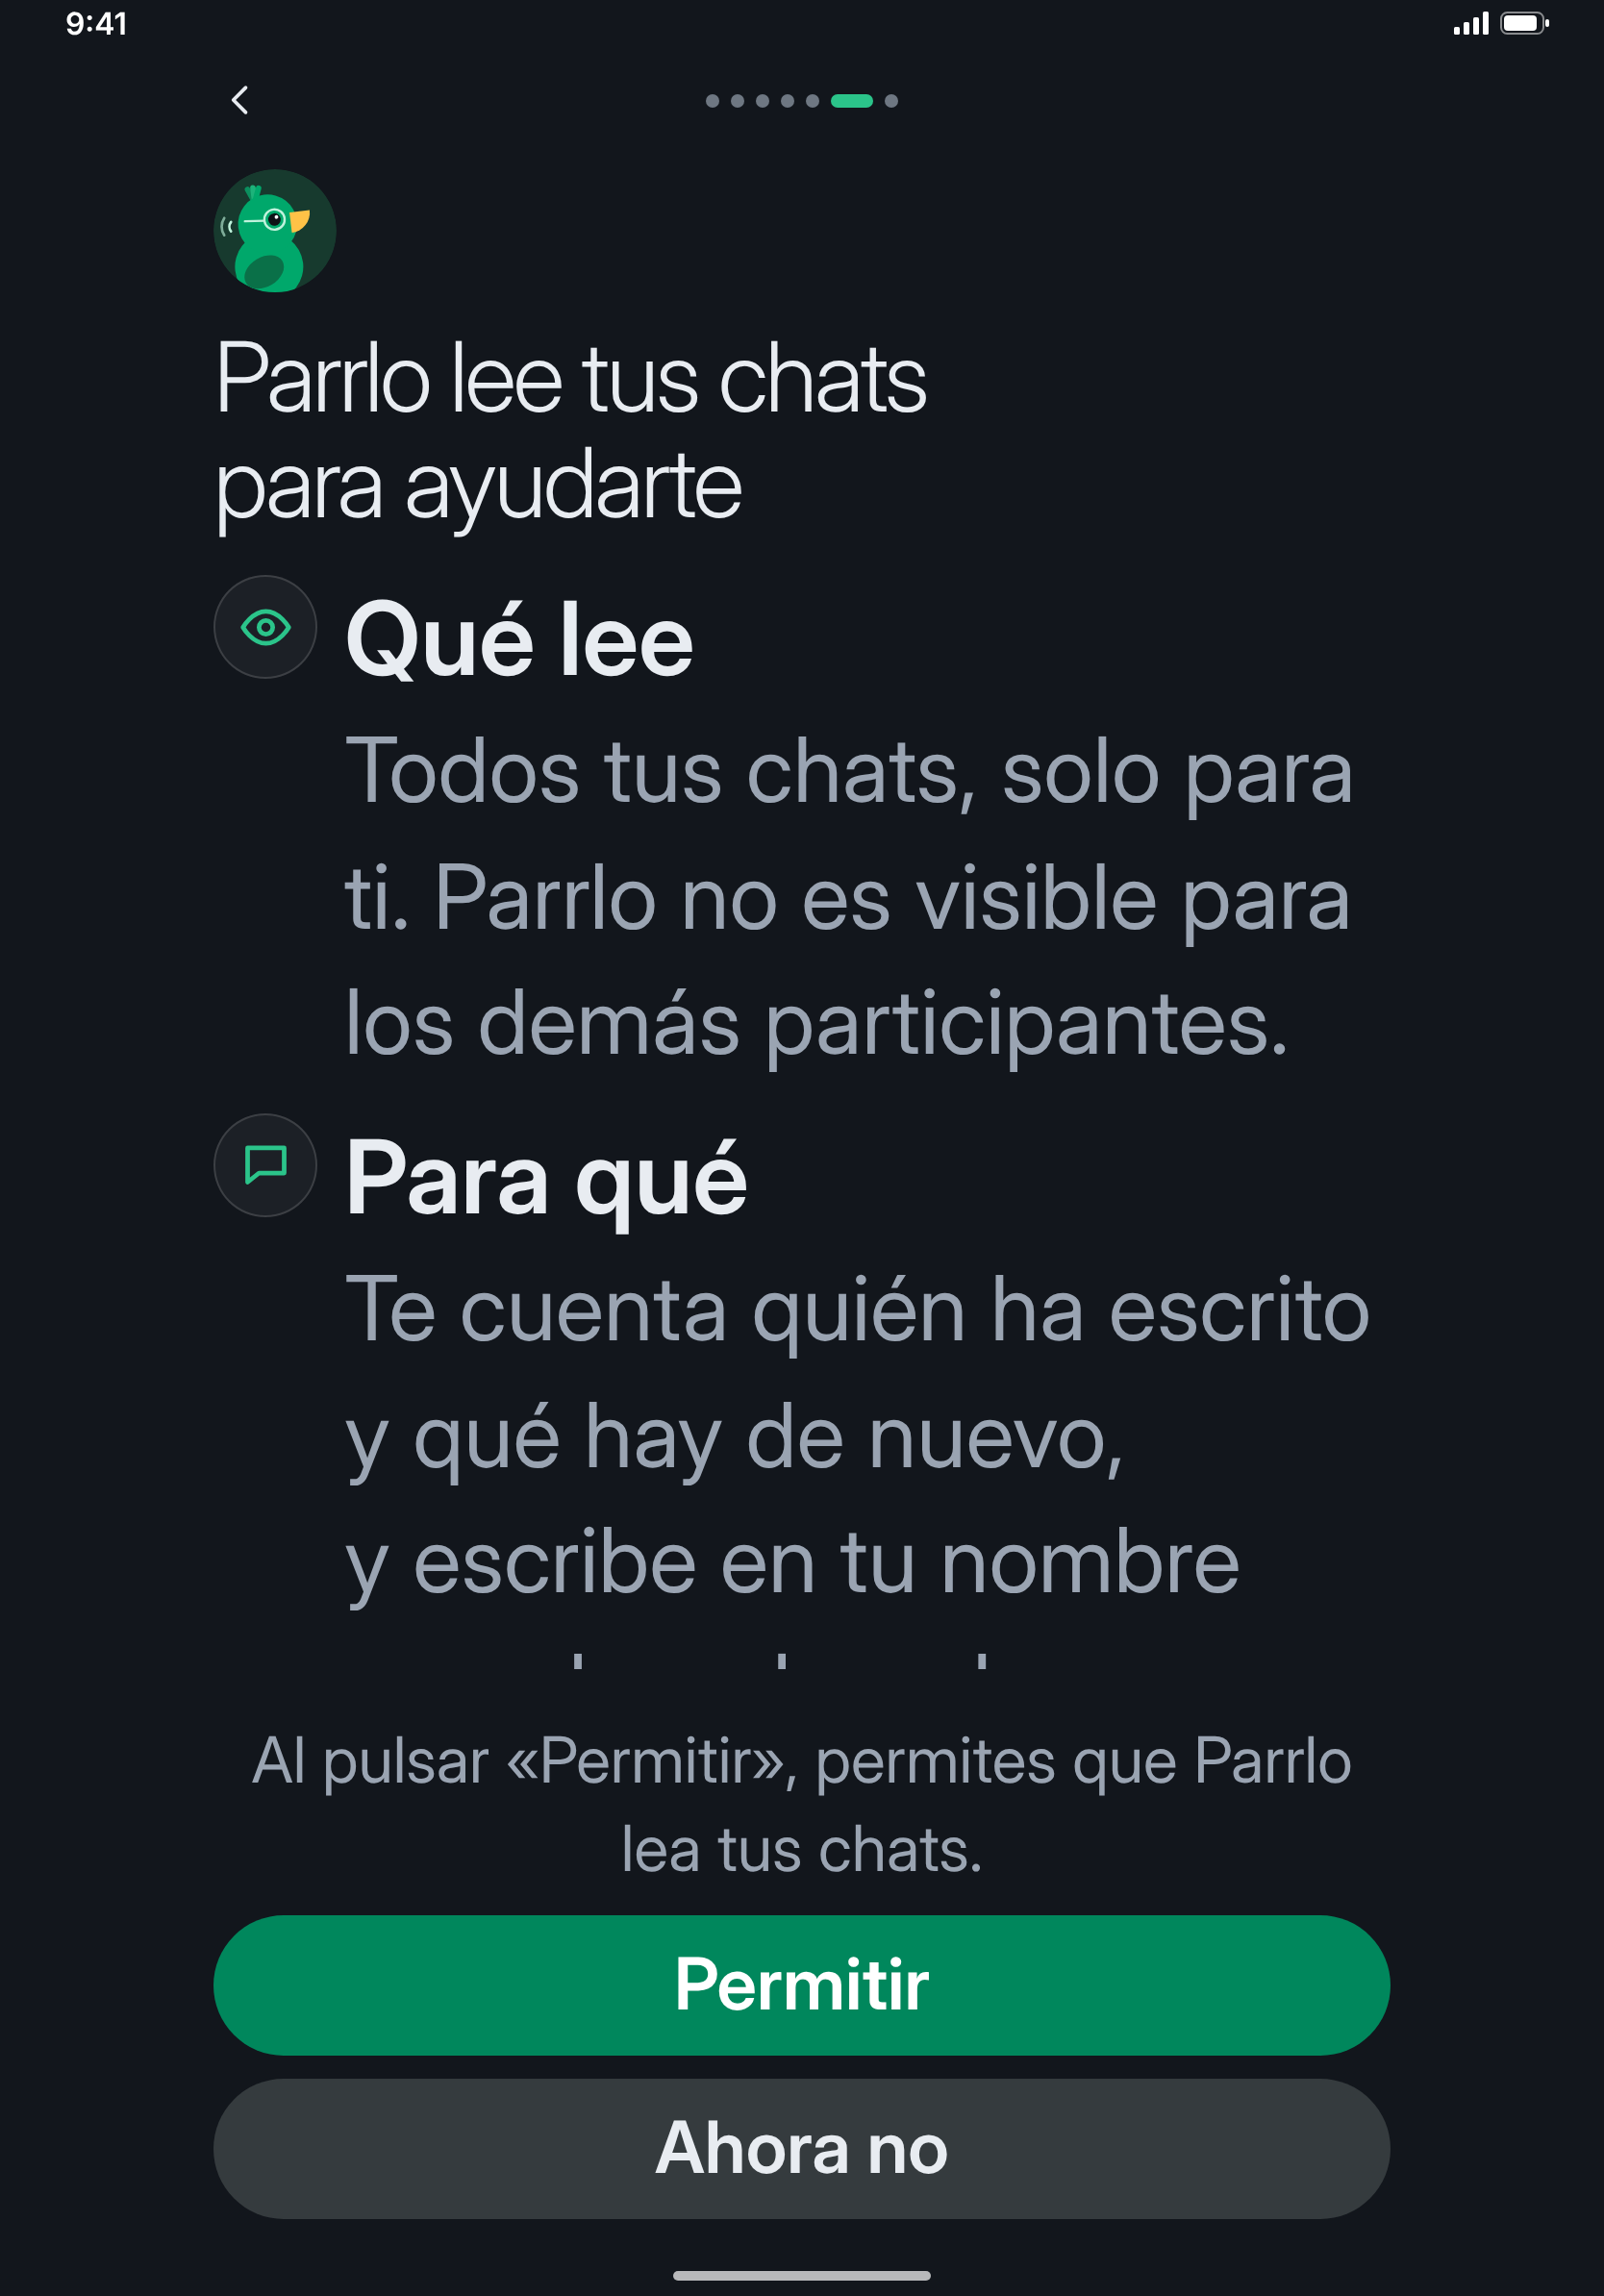 9:41
Parrlo lee tus chats
para ayudarte
Qué lee
Todos tus chats, solo para
ti. Parrlo no es visible para
los demás participantes.
Para qué
Te cuenta quién ha escrito
y qué hay de nuevo,
y escribe en tu nombre
Al pulsar «Permitir», permites que Parrlo
lea tus chats.
Permitir
Ahora no